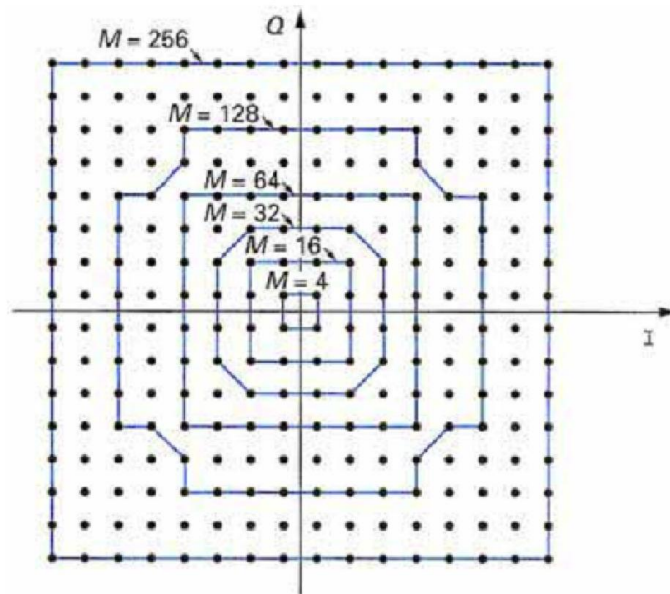 Q
M = 256
M = 128
M = 64
M = 32
M = 16
M = 4
I